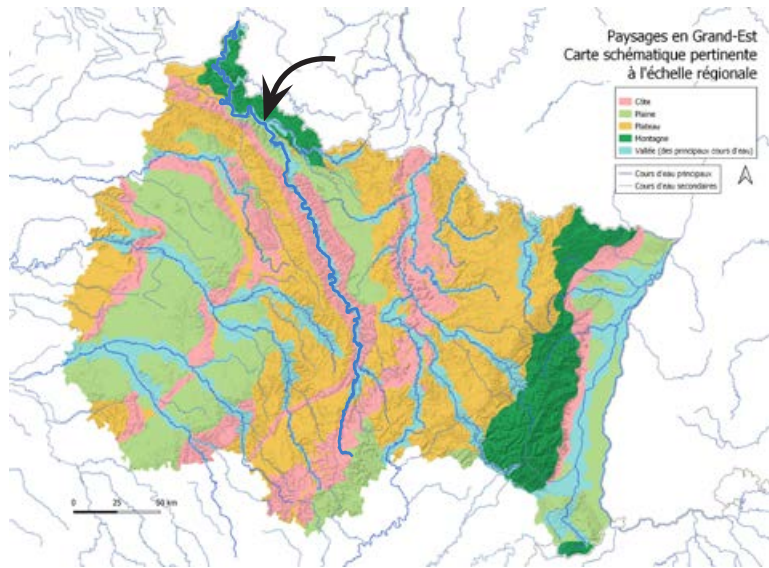 Paysages en Grand-Est
Carte schématique pertinente
à l'échelle régionale
Côte
Plaine
Plateau
Montagne
Vallée (des principaux cours d'eau)
Cours d'eau principaux
Cours d'eau secondaires
0 25 50 km